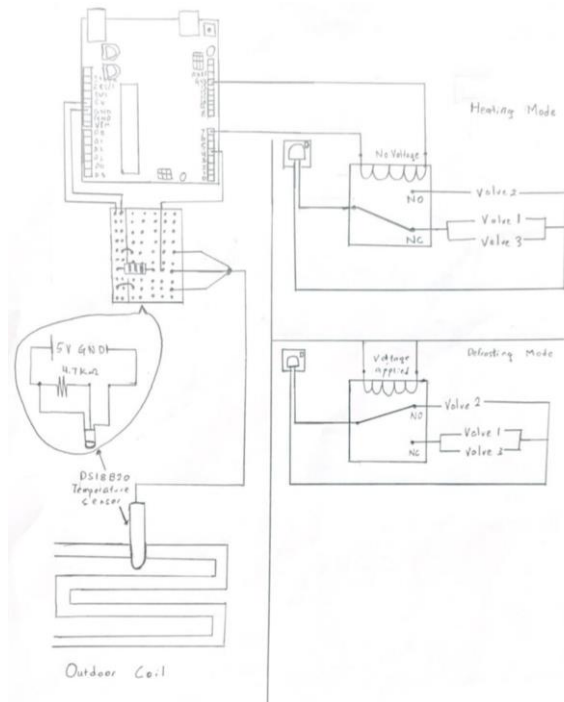 Heating Mode
No Voltage
NO
Valve 2
Valve 1
NC
Valve 3
5V GND
4.7KΩ
DS18B20
Temperature
Sensor
Outdoor Coil
Defrosting Mode
Voltage
Applied
NO
Valve 2
NC
Valve 1
Valve 3